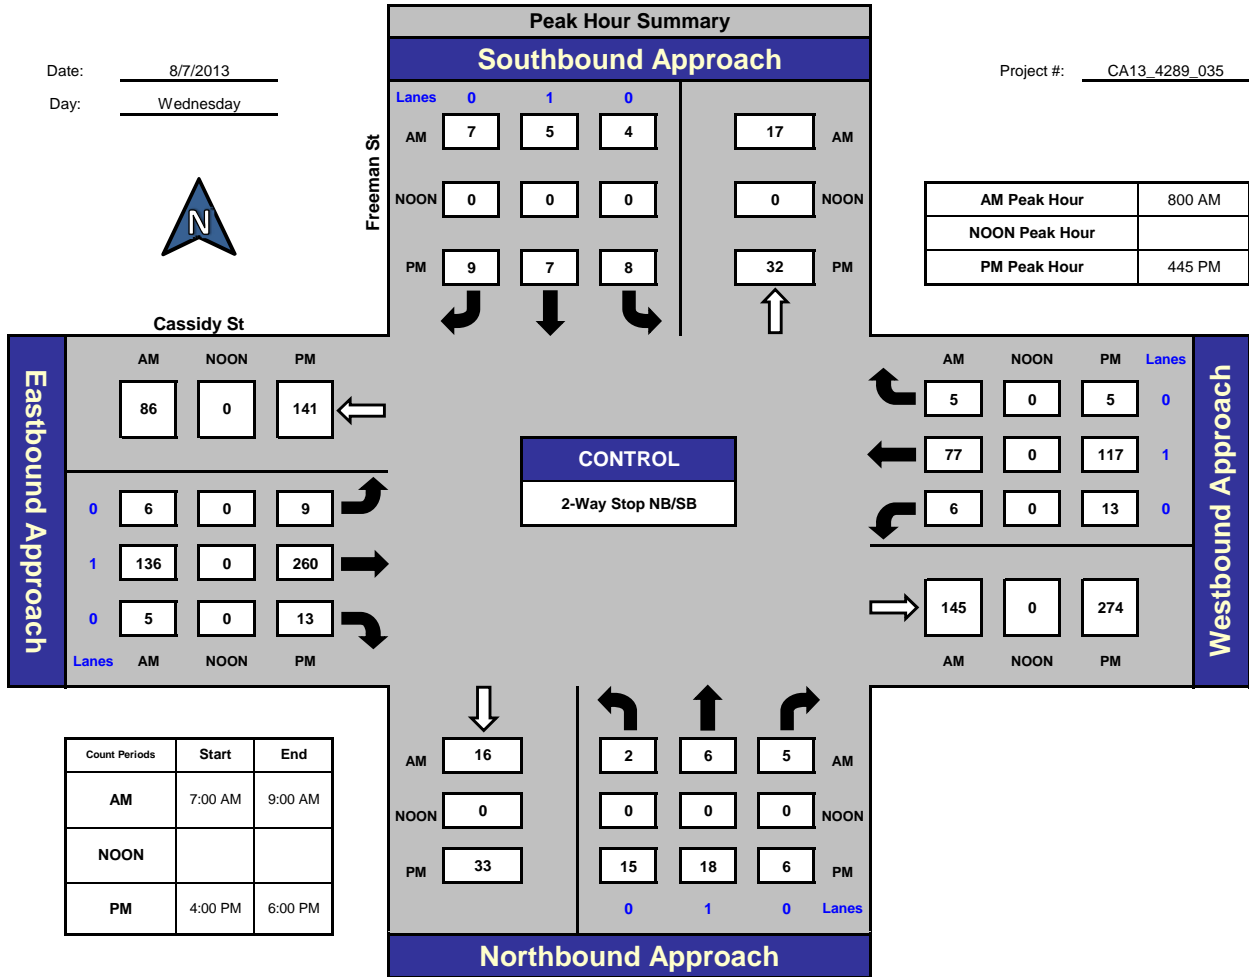 Peak Hour Summary
Southbound Approach
Date: 8/7/2013
Day: Wednesday
Project #: CA13_4289_035
N
Freeman St
Lanes 0 1 0
AM 7 5 4 17 AM
NOON 0 0 0 0 NOON
PM 9 7 8 32 PM
AM Peak Hour 800 AM
NOON Peak Hour
PM Peak Hour 445 PM
Cassidy St
Eastbound Approach
AM NOON PM
86 0 141
0 6 0 9
1 136 0 260
0 5 0 13
Lanes AM NOON PM
CONTROL
2-Way Stop NB/SB
AM NOON PM Lanes
5 0 5 0
77 0 117 1
6 0 13 0
145 0 274
AM NOON PM
Westbound Approach
Count Periods Start End
AM 7:00 AM 9:00 AM
NOON
PM 4:00 PM 6:00 PM
AM 16 2 6 5 AM
NOON 0 0 0 0 NOON
PM 33 15 18 6 PM
0 1 0 Lanes
Northbound Approach